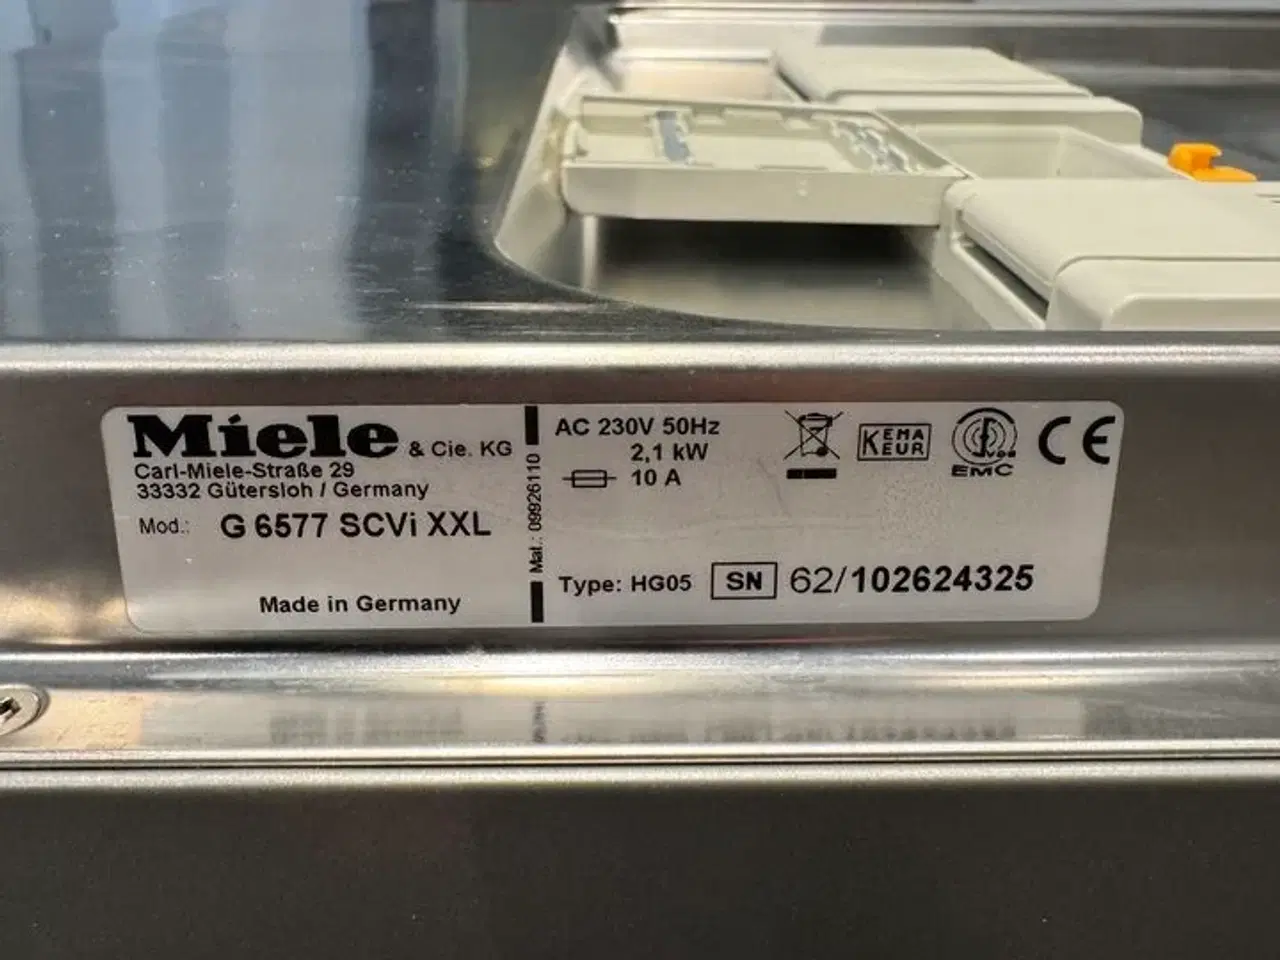 Miele & Cie. KG
Carl-Miele-Straße 29
33332 Gütersloh / Germany
Mod.: G 6577 SCVi XXL
Made in Germany
Mat.: 09926110
AC 230V 50Hz
2,1 kW
10 A
KEMA
KEUR
EMC
CE
Type: HG05 SN 62/102624325